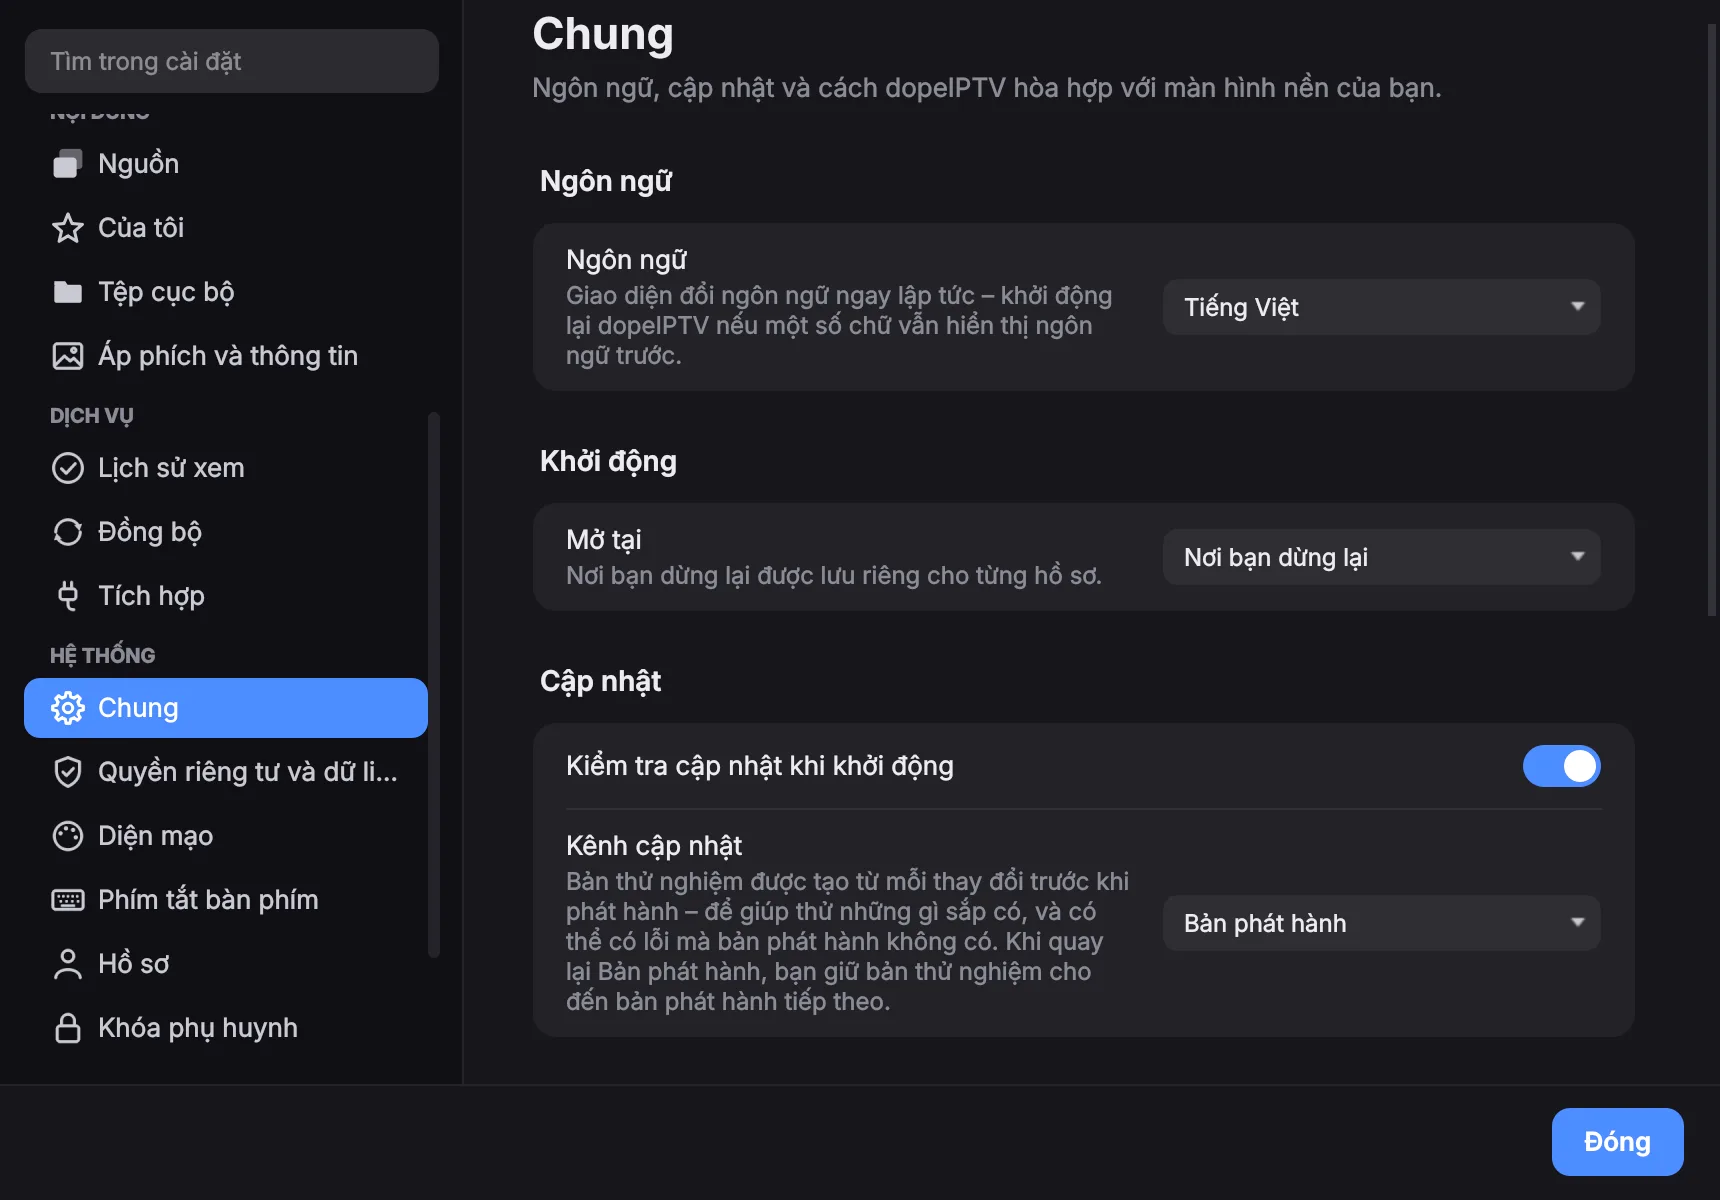 Tìm trong cài đặt
NỘI DUNG
Nguồn
Của tôi
Tệp cục bộ
Áp phích và thông tin
DỊCH VỤ
Lịch sử xem
Đồng bộ
Tích hợp
HỆ THỐNG
Chung
Quyền riêng tư và dữ li...
Diện mạo
Phím tắt bàn phím
Hồ sơ
Khóa phụ huynh
Chung
Ngôn ngữ, cập nhật và cách dopeIPTV hòa hợp với màn hình nền của bạn.
Ngôn ngữ
Ngôn ngữ
Giao diện đổi ngôn ngữ ngay lập tức – khởi động
lại dopeIPTV nếu một số chữ vẫn hiển thị ngôn
ngữ trước.
Tiếng Việt
Khởi động
Mở tại
Nơi bạn dừng lại được lưu riêng cho từng hồ sơ.
Nơi bạn dừng lại
Cập nhật
Kiểm tra cập nhật khi khởi động
Kênh cập nhật
Bản thử nghiệm được tạo từ mỗi thay đổi trước khi
phát hành – để giúp thử những gì sắp có, và có
thể có lỗi mà bản phát hành không có. Khi quay
lại Bản phát hành, bạn giữ bản thử nghiệm cho
đến bản phát hành tiếp theo.
Bản phát hành
Đóng